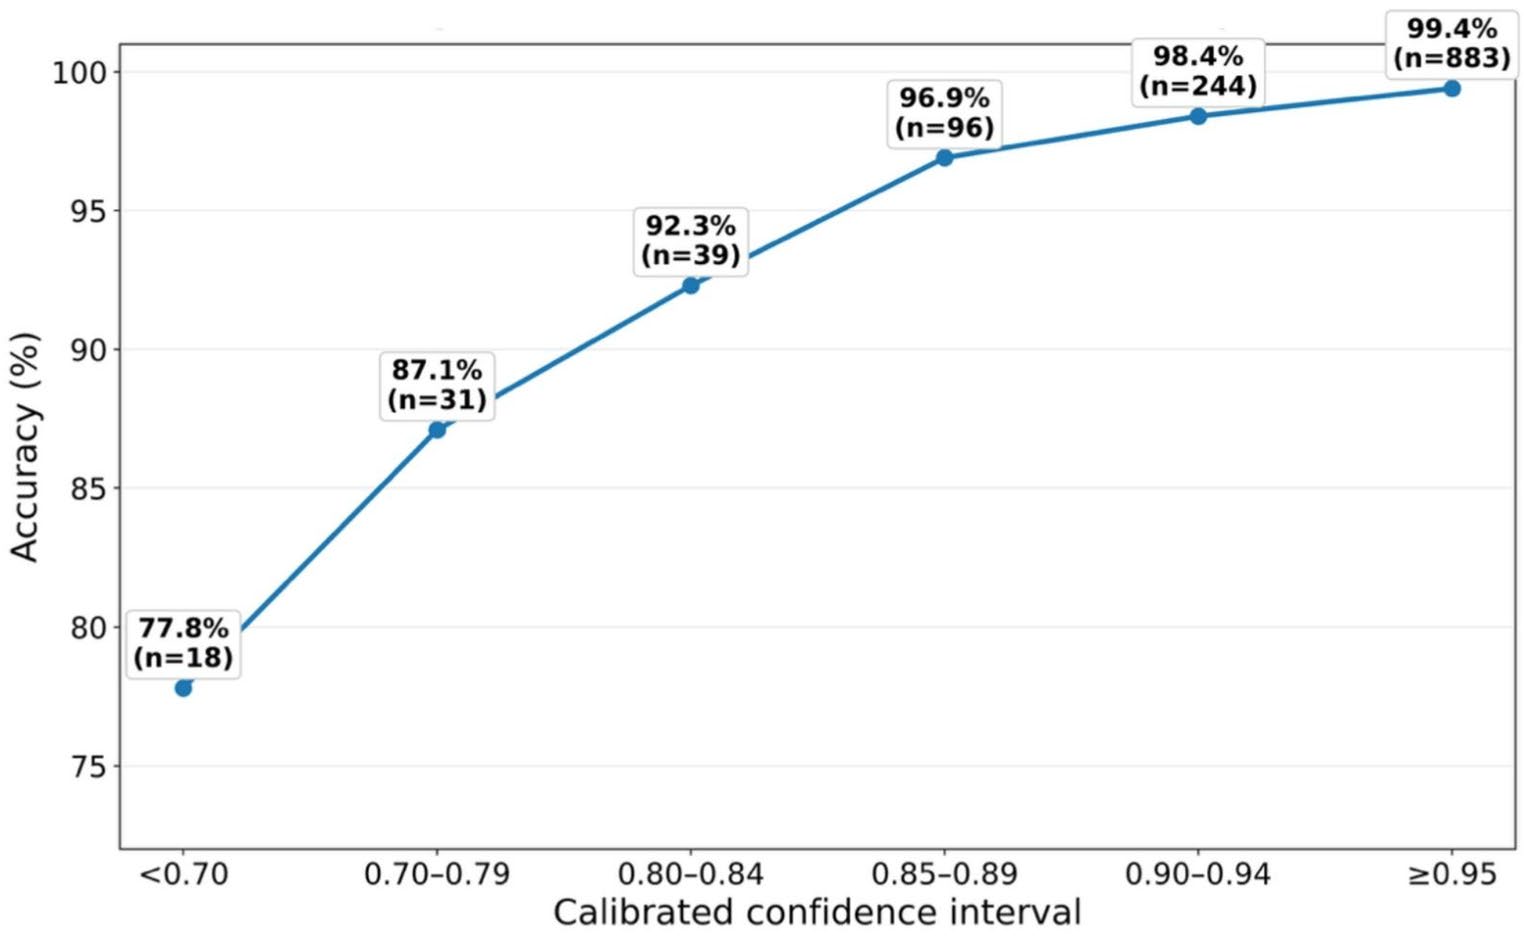 99.4%
(n=883)
98.4%
(n=244)
96.9%
(n=96)
92.3%
(n=39)
87.1%
(n=31)
77.8%
(n=18)
Accuracy (%)
100
95
90
85
80
75
<0.70
0.70–0.79
0.80–0.84
0.85–0.89
0.90–0.94
≥0.95
Calibrated confidence interval